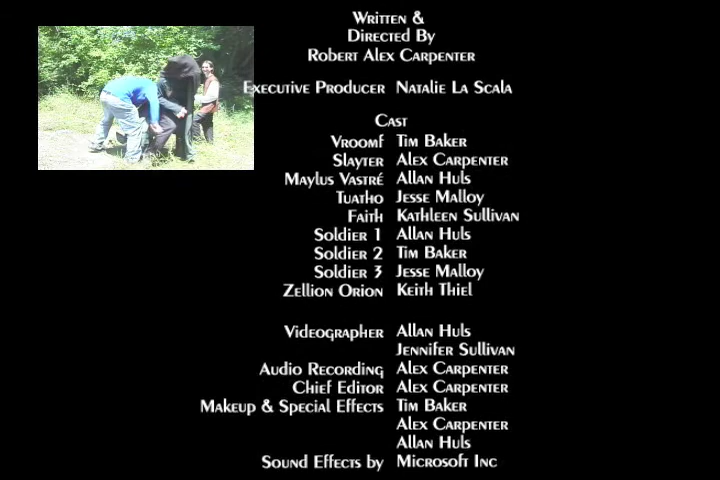 Written &
Directed By
Robert Alex Carpenter
Executive Producer Natalie La Scala
Cast
Vroomf Tim Baker
Slayter Alex Carpenter
Maylus Vastré Allan Huls
Tuatho Jesse Malloy
Faith Kathleen Sullivan
Soldier 1 Allan Huls
Soldier 2 Tim Baker
Soldier 3 Jesse Malloy
Zellion Orion Keith Thiel
Videographer Allan Huls
Jennifer Sullivan
Audio Recording Alex Carpenter
Chief Editor Alex Carpenter
Makeup & Special Effects Tim Baker
Alex Carpenter
Allan Huls
Sound Effects by Microsoft Inc